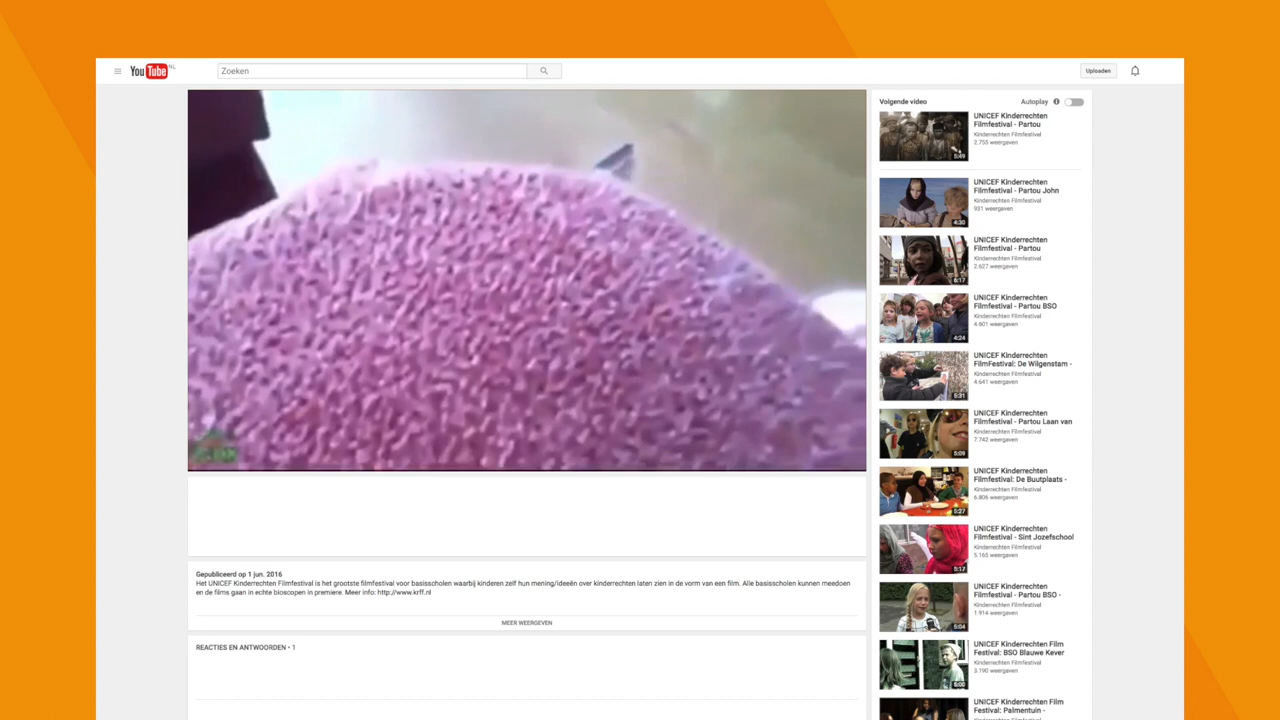 YouTube NL
Zoeken
Uploaden
Volgende video
Autoplay
UNICEF Kinderrechten
Filmfestival - Partou
Kinderrechten Filmfestival
2.755 weergaven
5:49
UNICEF Kinderrechten
Filmfestival - Partou John
Kinderrechten Filmfestival
931 weergaven
4:30
UNICEF Kinderrechten
Filmfestival - Partou
Kinderrechten Filmfestival
2.627 weergaven
6:17
UNICEF Kinderrechten
Filmfestival - Partou BSO
Kinderrechten Filmfestival
4.801 weergaven
4:24
UNICEF Kinderrechten
FilmFestival: De Wilgenstam -
Kinderrechten Filmfestival
4.641 weergaven
5:31
UNICEF Kinderrechten
Filmfestival - Partou Laan van
Kinderrechten Filmfestival
7.742 weergaven
5:09
UNICEF Kinderrechten
Filmfestival: De Buutplaats -
Kinderrechten Filmfestival
6.806 weergaven
5:27
UNICEF Kinderrechten
Filmfestival - Sint Jozefschool
Kinderrechten Filmfestival
5.165 weergaven
5:17
UNICEF Kinderrechten
Filmfestival - Partou BSO -
Kinderrechten Filmfestival
1.914 weergaven
5:04
UNICEF Kinderrechten Film
Festival: BSO Blauwe Kever
Kinderrechten Filmfestival
3.190 weergaven
5:00
UNICEF Kinderrechten Film
Festival: Palmentuin -
Gepubliceerd op 1 jun. 2016
Het UNICEF Kinderrechten Filmfestival is het grootste filmfestival voor basisscholen waarbij kinderen zelf hun mening/ideeën over kinderrechten laten zien in de vorm van een film. Alle basisscholen kunnen meedoen
en de films gaan in echte bioscopen in premiere. Meer info: http://www.krff.nl
MEER WEERGEVEN
REACTIES EN ANTWOORDEN • 1